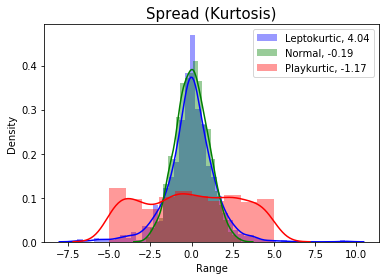 Spread (Kurtosis)
Leptokurtic, 4.04
Normal, -0.19
Playkurtic, -1.17
Density
0.4
0.3
0.2
0.1
0.0
−7.5 −5.0 −2.5 0.0 2.5 5.0 7.5 10.0
Range